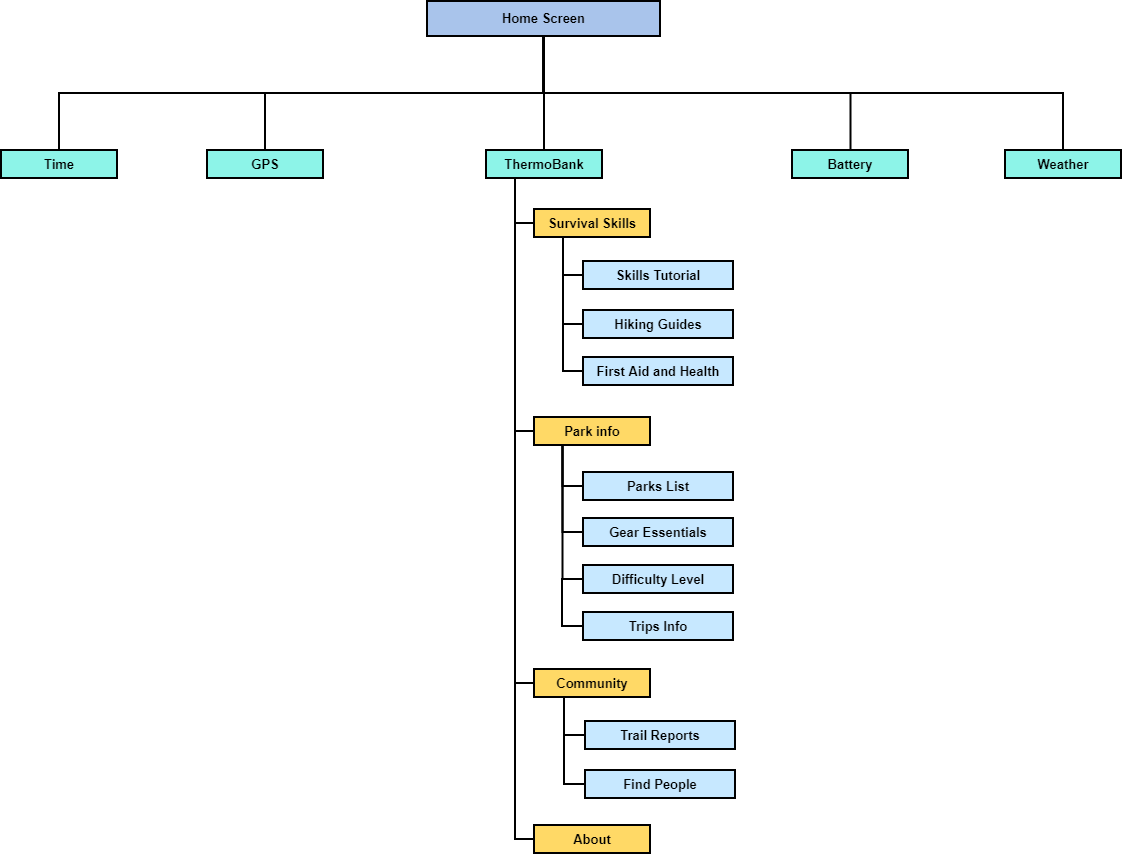 Home Screen
Time
GPS
ThermoBank
Battery
Weather
Survival Skills
Skills Tutorial
Hiking Guides
First Aid and Health
Park info
Parks List
Gear Essentials
Difficulty Level
Trips Info
Community
Trail Reports
Find People
About